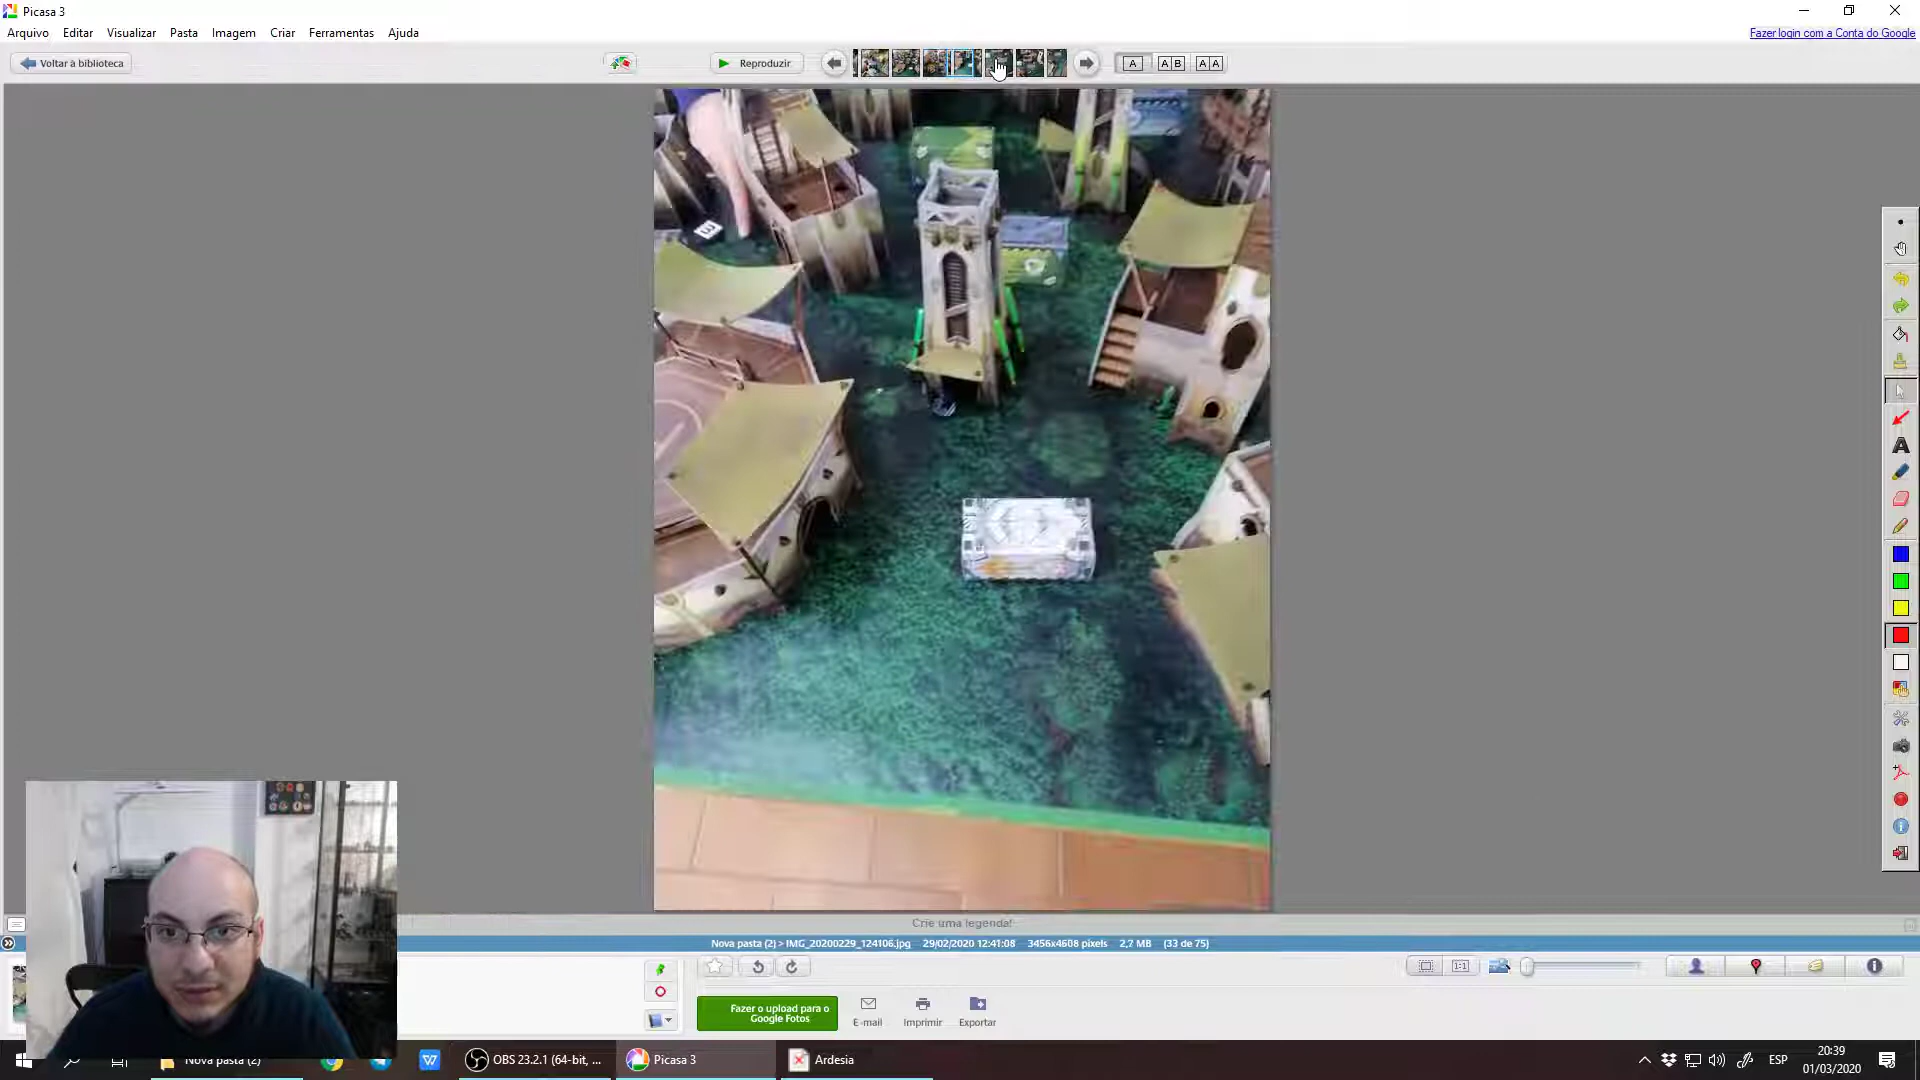 Picasa 3
Arquivo Editar Visualizar Pasta Imagem Criar Ferramentas Ajuda
Fazer login com a Conta do Google
Voltar à biblioteca
Reproduzir
A
A B
A A
Crie uma legenda!
Nova pasta (2) > IMG_20200229_124106.jpg 29/02/2020 12:41:08 3456x4608 pixels 2,7 MB (33 de 75)
1:1
Fazer o upload para o
Google Fotos
E-mail
Imprimir
Exportar
Nova pasta (2)
OBS 23.2.1 (64-bit, ...
Picasa 3
Ardesia
ESP
20:39
01/03/2020